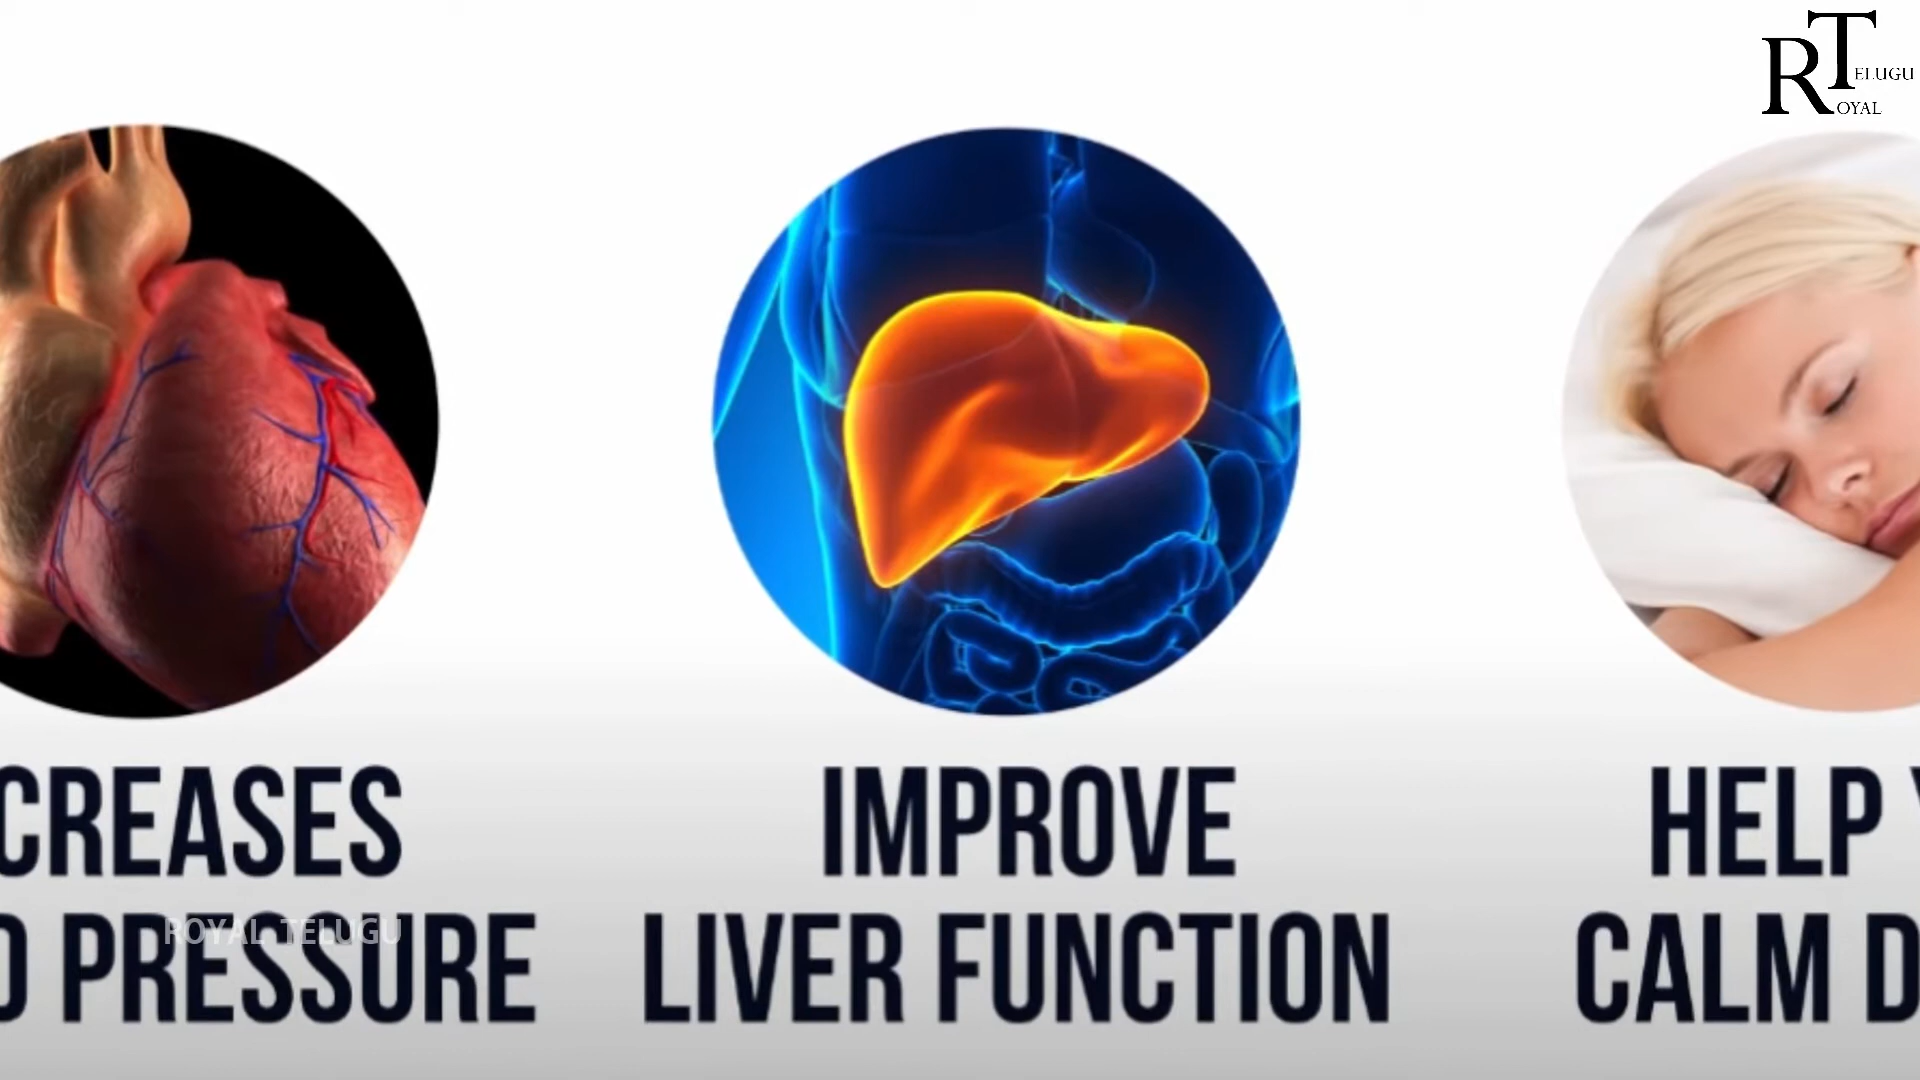 RT
ELUGU
OYAL
CREASES
D PRESSURE
ROYAL TELUGU
IMPROVE
LIVER FUNCTION
HELP
CALM D